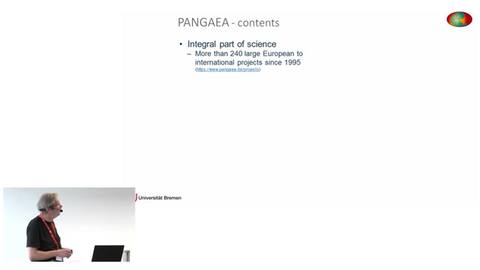 PANGAEA - contents
• Integral part of science
– More than 240 large European to
international projects since 1995
(https://www.pangaea.de/projects)
Universität Bremen